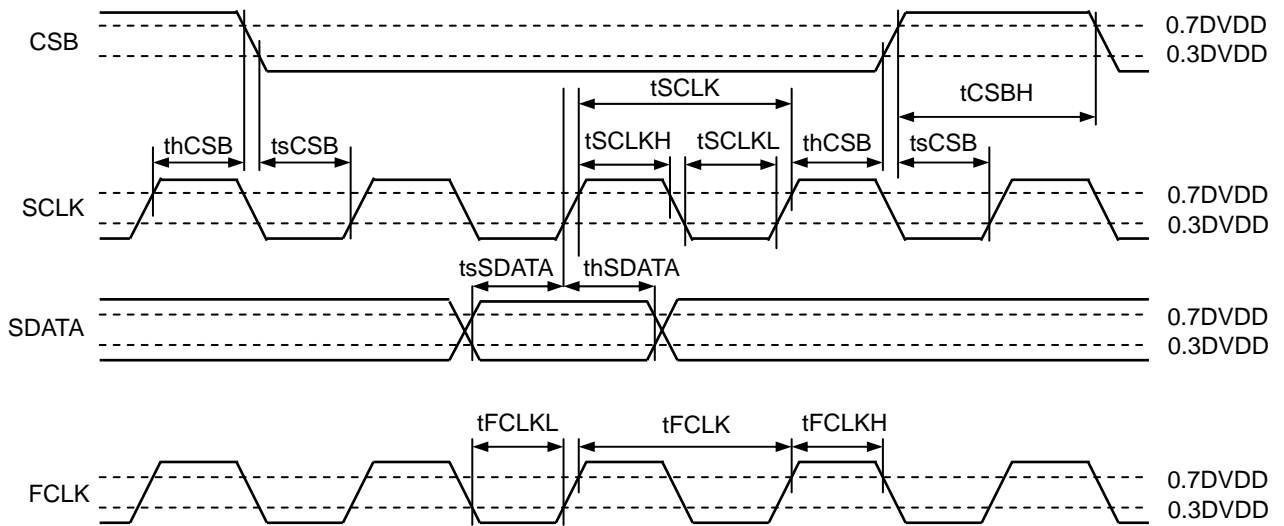 CSB
0.7DVDD
0.3DVDD
tSCLK
tCSBH
thCSB
tsCSB
tSCLKH
tSCLKL
thCSB
tsCSB
SCLK
0.7DVDD
0.3DVDD
tsSDATA
thSDATA
SDATA
0.7DVDD
0.3DVDD
tFCLKL
tFCLK
tFCLKH
FCLK
0.7DVDD
0.3DVDD